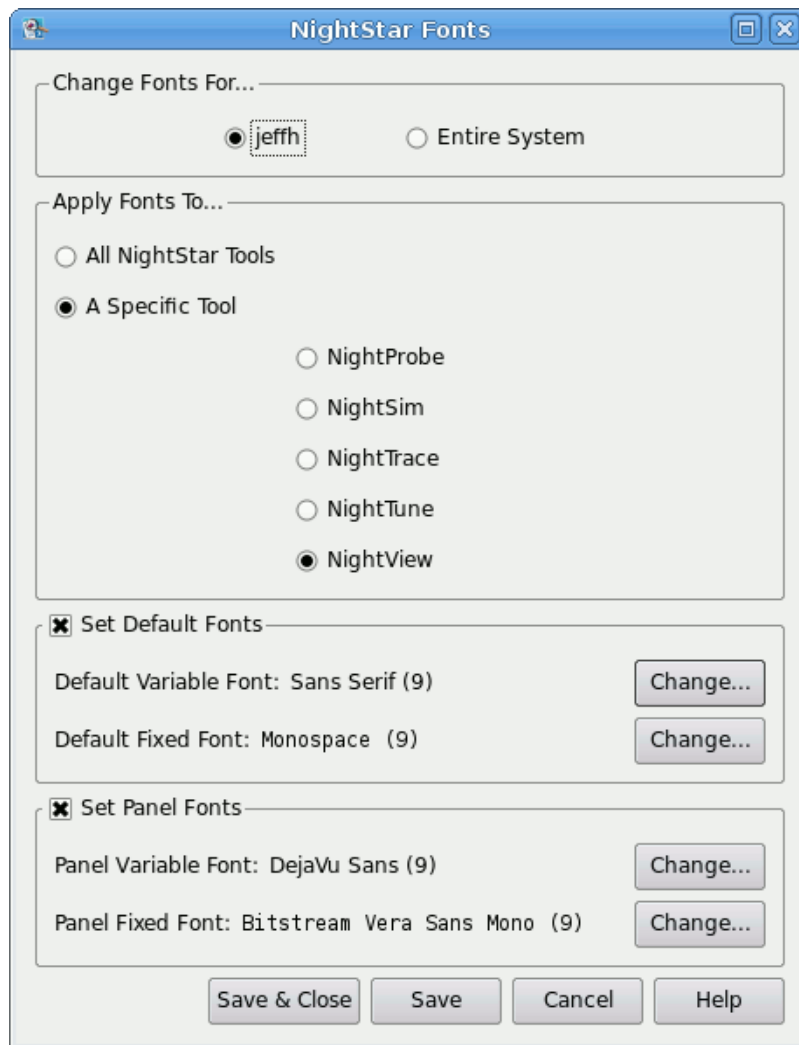 NightStar Fonts
Change Fonts For...
jeffh Entire System
Apply Fonts To...
All NightStar Tools
A Specific Tool
NightProbe
NightSim
NightTrace
NightTune
NightView
Set Default Fonts
Default Variable Font: Sans Serif (9) Change...
Default Fixed Font: Monospace (9) Change...
Set Panel Fonts
Panel Variable Font: DejaVu Sans (9) Change...
Panel Fixed Font: Bitstream Vera Sans Mono (9) Change...
Save & Close Save Cancel Help